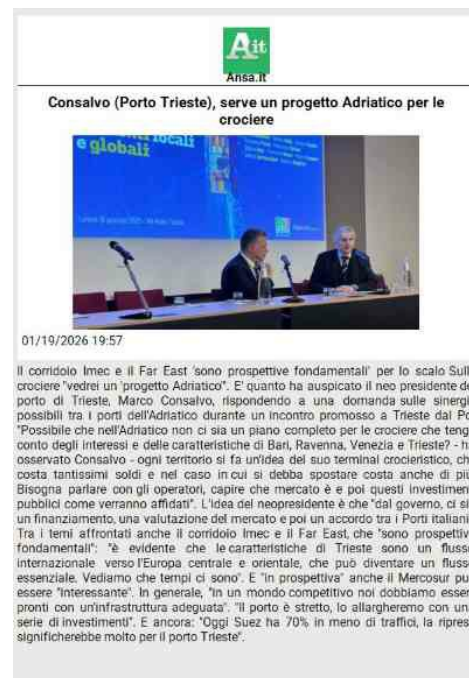 Ait
Ansa.it
Consalvo (Porto Trieste), serve un progetto Adriatico per le
crociere
locali
e globali
01/19/2026 19:57
Il corridoio Imec e il Far East 'sono prospettive fondamentali' per lo scalo Sull
crociere "vedrei un 'progetto Adriatico'". E' quanto ha auspicato il neo presidente de
porto di Trieste, Marco Consalvo, rispondendo a una domanda sulle sinergi
possibili tra i porti dell'Adriatico durante un incontro promosso a Trieste dal Pd
"Possibile che nell'Adriatico non ci sia un piano completo per le crociere che teng
conto degli interessi e delle caratteristiche di Bari, Ravenna, Venezia e Trieste? - h
osservato Consalvo - ogni territorio si fa un'idea del suo terminal crocieristico, ch
costa tantissimi soldi e nel caso in cui si debba spostare costa anche di più
Bisogna parlare con gli operatori, capire che mercato è e poi questi investimen
pubblici come verranno affidati". L'idea del neopresidente è che "dal governo, ci si
un finanziamento, una valutazione del mercato e poi un accordo tra i Porti italiani
Tra i temi affrontati anche il corridoio Imec e il Far East, che "sono prospettiv
fondamentali": "è evidente che le caratteristiche di Trieste sono un fluss
internazionale verso l'Europa centrale e orientale, che può diventare un fluss
essenziale. Vediamo che tempi ci sono". E "in prospettiva" anche il Mercosur pu
essere "interessante". In generale, "in un mondo competitivo noi dobbiamo esser
pronti con un'infrastruttura adeguata". "Il porto è stretto, lo allargheremo con un
serie di investimenti". E ancora: "Oggi Suez ha 70% in meno di traffici, la ripres
significherebbe molto per il porto Trieste".